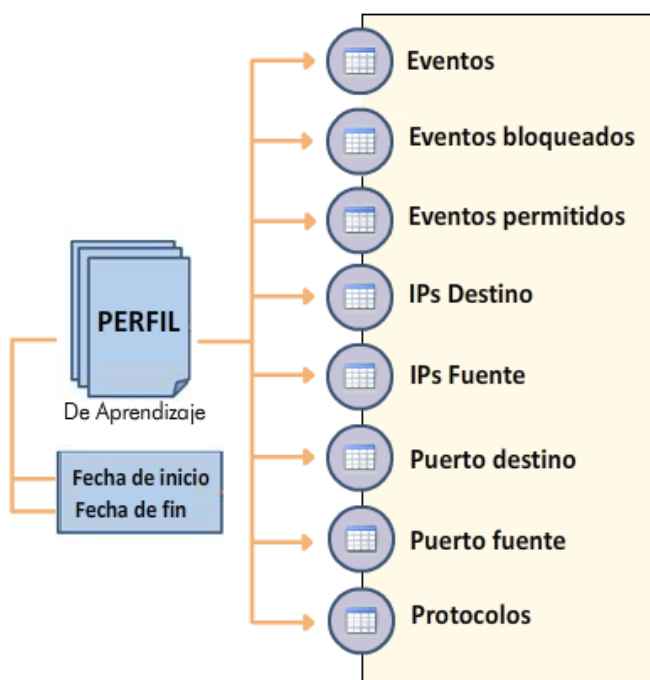 PERFIL
De Aprendizaje
Fecha de inicio
Fecha de fin
Eventos
Eventos bloqueados
Eventos permitidos
IPs Destino
IPs Fuente
Puerto destino
Puerto fuente
Protocolos